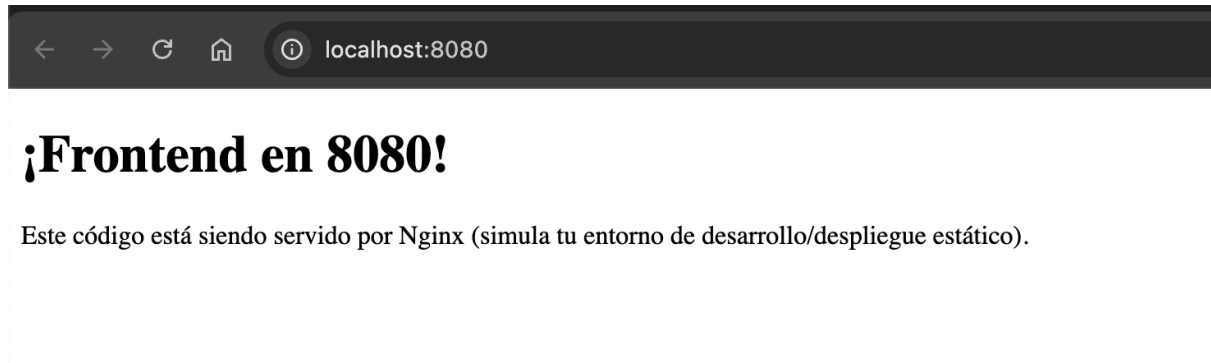 localhost:8080
¡Frontend en 8080!
Este código está siendo servido por Nginx (simula tu entorno de desarrollo/despliegue estático).